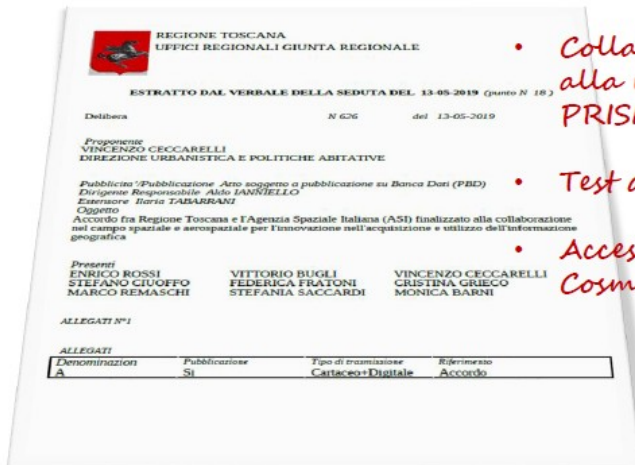 REGIONE TOSCANA
UFFICI REGIONALI GIUNTA REGIONALE
ESTRATTO DAL VERBALE DELLA SEDUTA DEL 13-05-2019 (punto N 18 )
Delibera N 626 del 13-05-2019
Proponente
VINCENZO CECCARELLI
DIREZIONE URBANISTICA E POLITICHE ABITATIVE
Pubblicita'/Pubblicazione Atto soggetto a pubblicazione su Banca Dati (PBD)
Dirigente Responsabile Aldo IANNIELLO
Estensore Ilaria TABARRANI
Oggetto
Accordo fra Regione Toscana e l'Agenzia Spaziale Italiana (ASI) finalizzato alla collaborazione
nel campo spaziale e aerospaziale per l'innovazione nell'acquisizione e utilizzo dell'informazione
geografica
Presenti
ENRICO ROSSI VITTORIO BUGLI VINCENZO CECCARELLI
STEFANO CIUOFFO FEDERICA FRATONI CRISTINA GRIECO
MARCO REMASCHI STEFANIA SACCARDI MONICA BARNI
ALLEGATI N°1
ALLEGATI
Denominazion Pubblicazione Tipo di trasmissione Riferimento
A Si Cartaceo+Digitale Accordo
• Colla
alla
PRIS
• Test
• Acces
Cosm